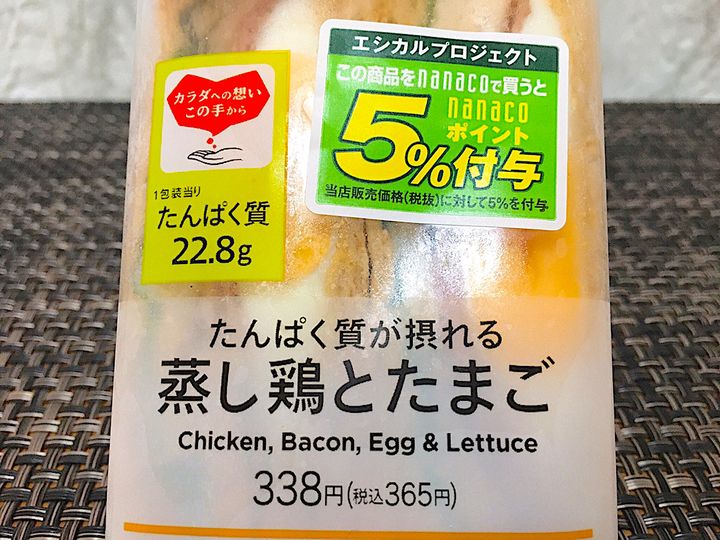 カラダへの想い
この手から
1包装当り
たんぱく質
22.8g
エシカルプロジェクト
この商品をnanacoで買うと
nanaco
ポイント
5%付与
当店販売価格(税抜)に対して5%を付与
たんぱく質が摂れる
蒸し鶏とたまご
Chicken, Bacon, Egg & Lettuce
338円(税込365円)